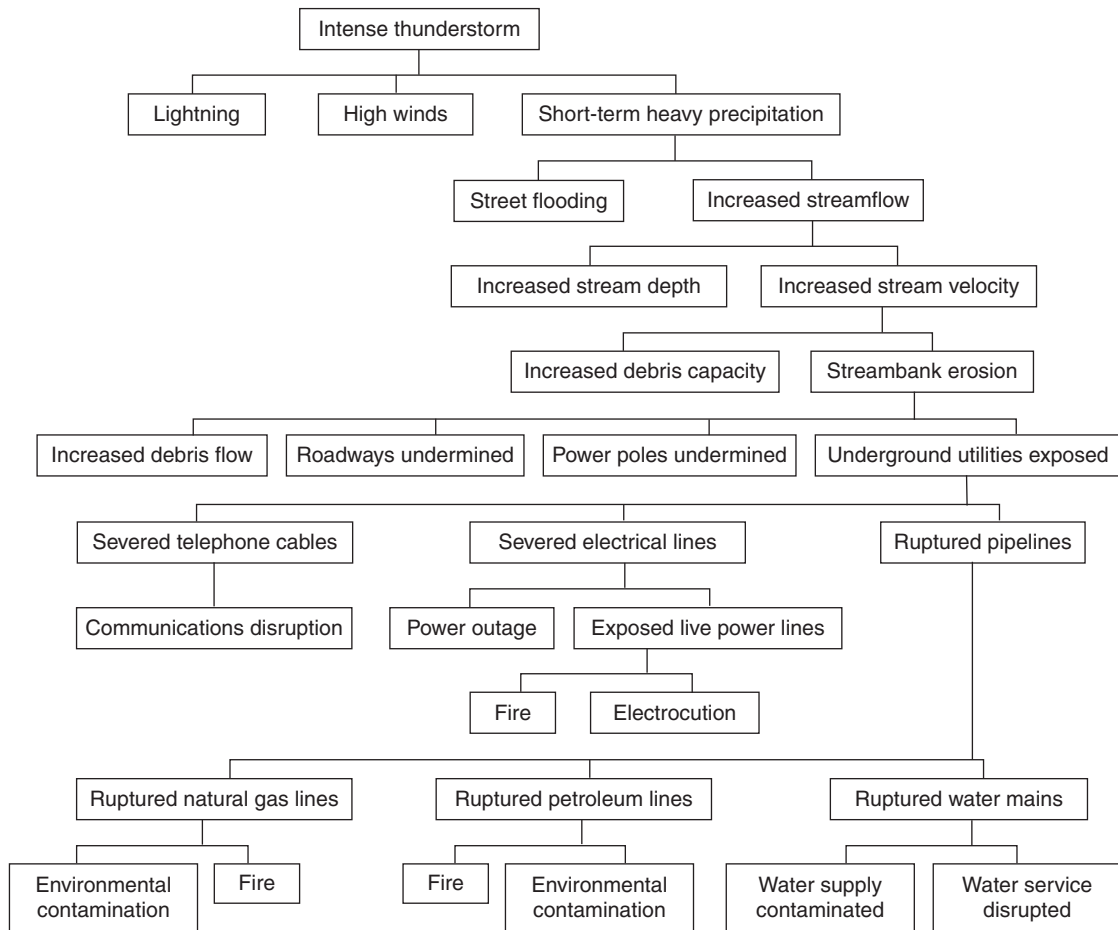 Intense thunderstorm
Lightning
High winds
Short-term heavy precipitation
Street flooding
Increased streamflow
Increased stream depth
Increased stream velocity
Increased debris capacity
Streambank erosion
Increased debris flow
Roadways undermined
Power poles undermined
Underground utilities exposed
Severed telephone cables
Severed electrical lines
Ruptured pipelines
Communications disruption
Power outage
Exposed live power lines
Fire
Electrocution
Ruptured natural gas lines
Ruptured petroleum lines
Ruptured water mains
Environmental
contamination
Fire
Fire
Environmental
contamination
Water supply
contaminated
Water service
disrupted